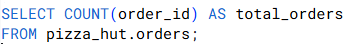 SELECT COUNT(order_id) AS total_orders
FROM pizza_hut.orders;